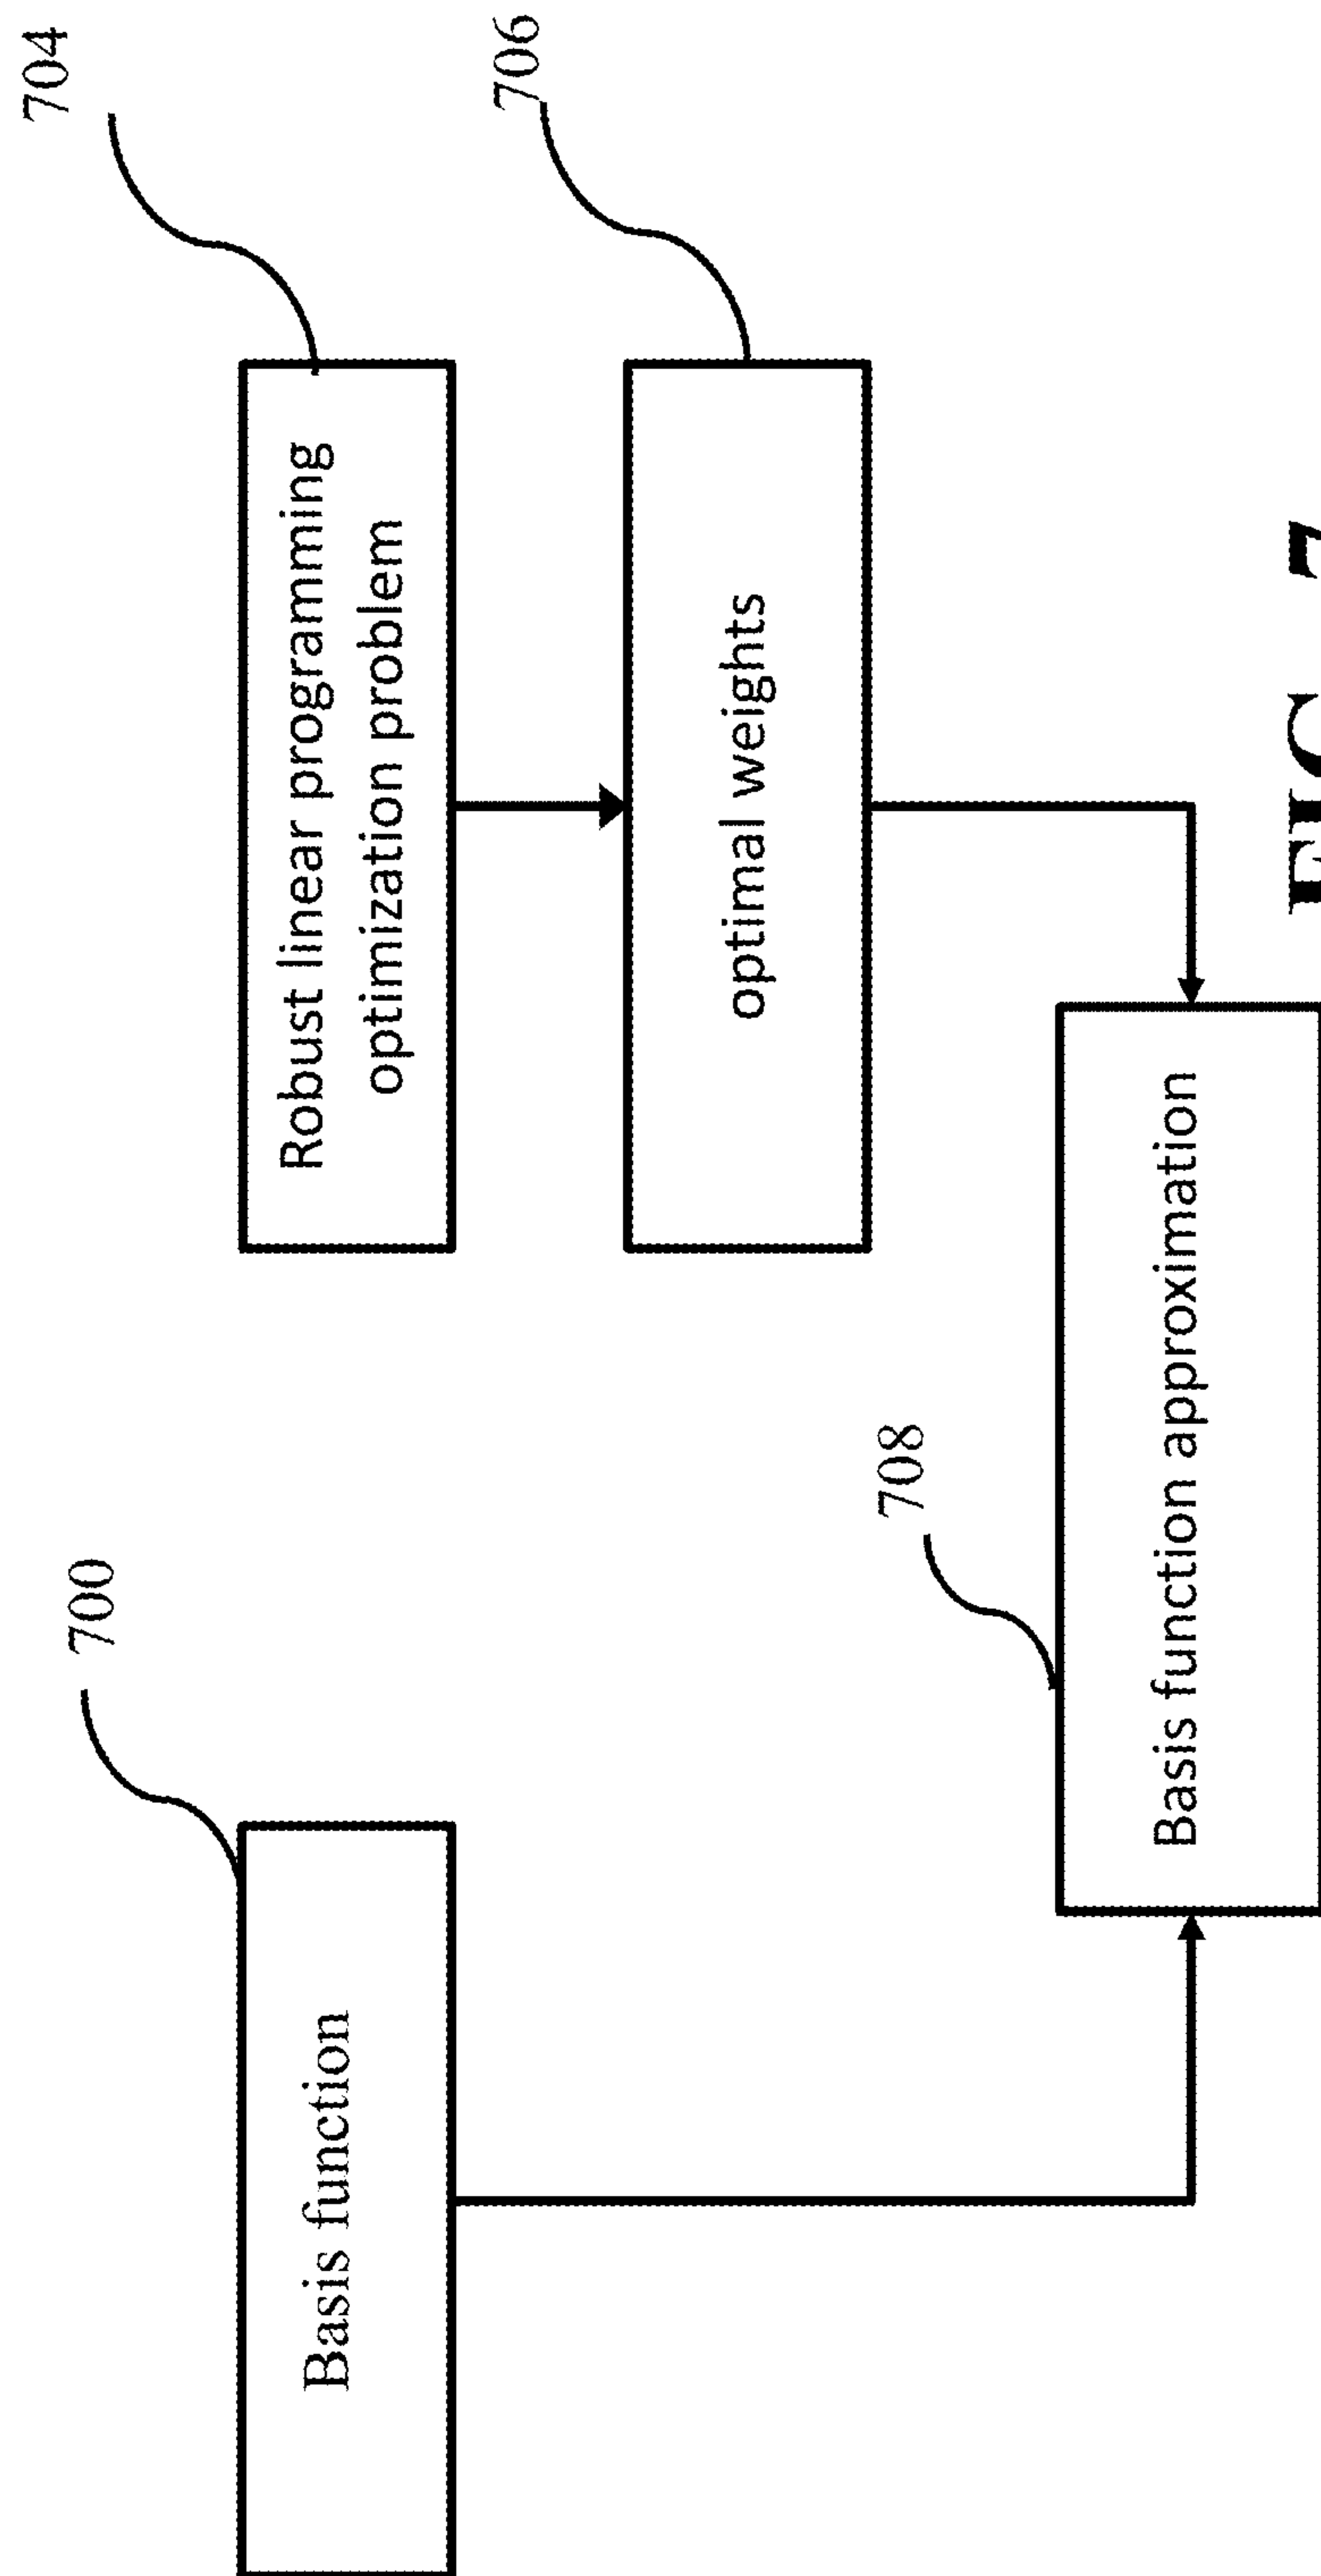 700
Basis function
704
Robust linear programming
optimization problem
706
optimal weights
708
Basis function approximation